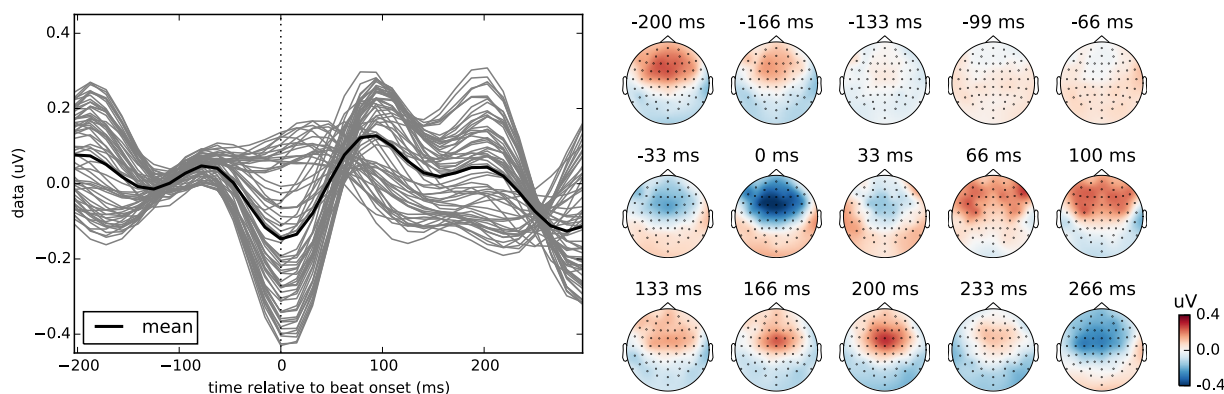 data (uV)
0.4
0.2
0.0
−0.2
−0.4
−200
−100
0
100
200
time relative to beat onset (ms)
mean
-200 ms
-166 ms
-133 ms
-99 ms
-66 ms
-33 ms
0 ms
33 ms
66 ms
100 ms
133 ms
166 ms
200 ms
233 ms
266 ms
uV
0.4
0.0
-0.4